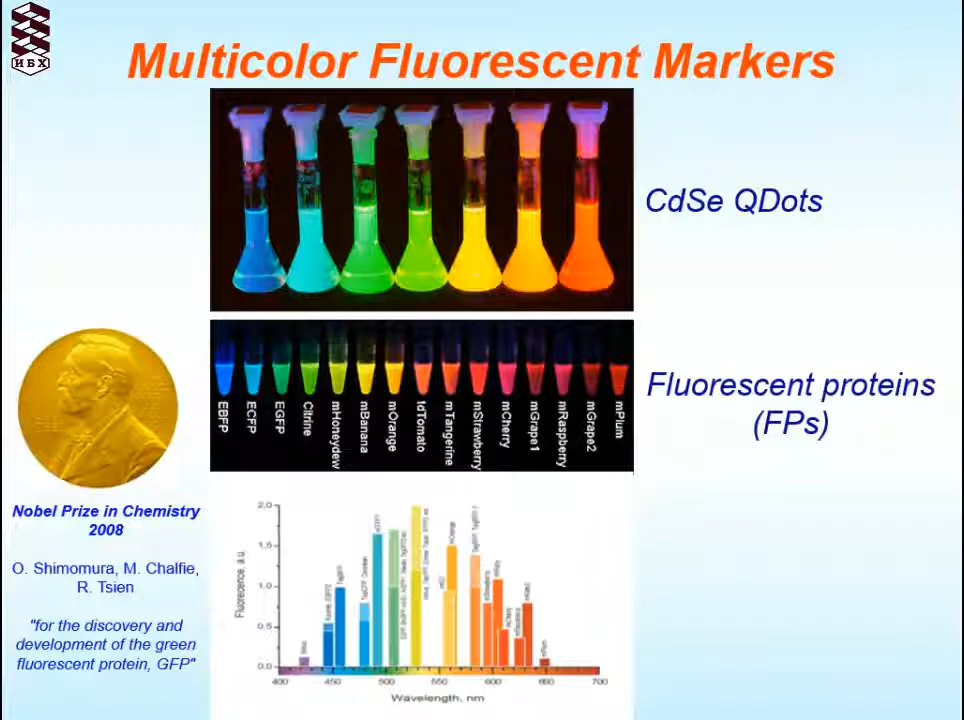 ИБХ
Multicolor Fluorescent Markers
CdSe QDots
EBFP
ECFP
EGFP
Citrine
mHoneydew
mBanana
mOrange
tdTomato
mTangerine
mStrawberry
mCherry
mGrape1
mRaspberry
mGrape2
mPlum
Fluorescent proteins
(FPs)
Nobel Prize in Chemistry
2008
O. Shimomura, M. Chalfie,
R. Tsien
"for the discovery and
development of the green
fluorescent protein, GFP"
Fluorecence, a.u.
2.0
1.5
1.0
0.5
0.0
400
450
500
550
600
650
700
Wavelength, nm